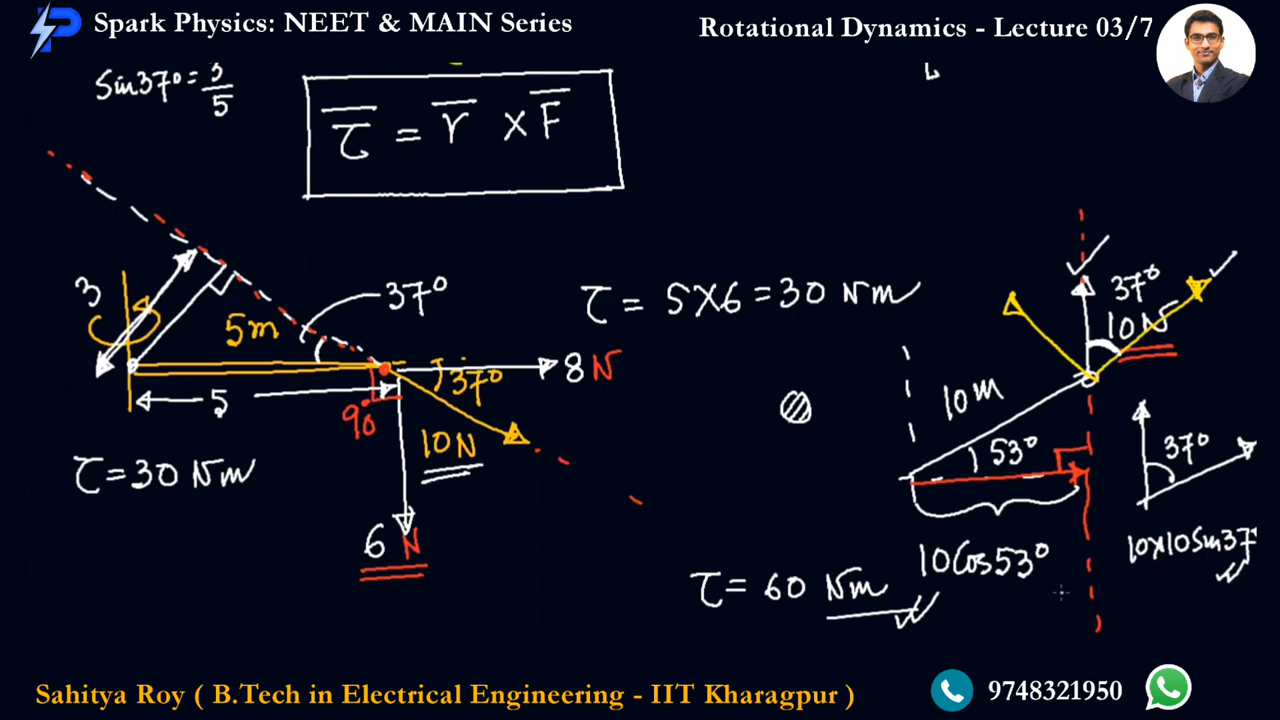 Spark Physics: NEET & MAIN Series
Rotational Dynamics - Lecture 03/7
Sin37°=3/5
τ = r × F
3
37°
5m
τ = 5×6=30 Nm
8N
37°
5
90
10N
τ=30 Nm
6N
37°
10N
10m
53°
37°
10Cos53°
10×10Sin37°
τ= 60 Nm
Sahitya Roy ( B.Tech in Electrical Engineering - IIT Kharagpur )
9748321950